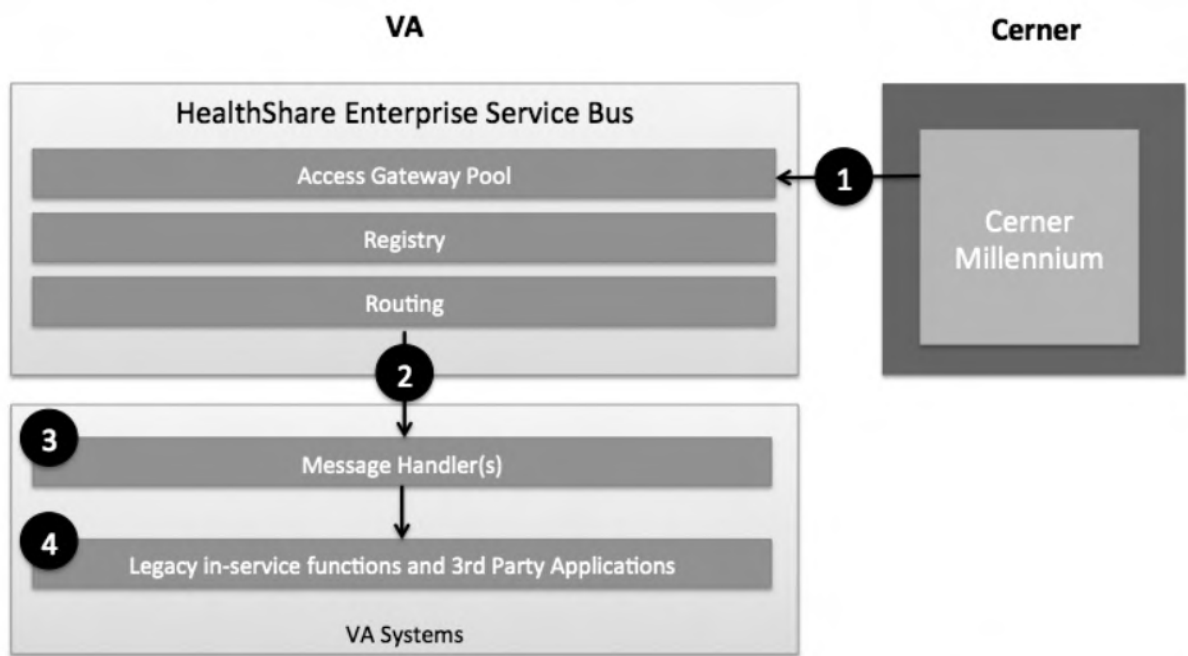 VA
Cerner
HealthShare Enterprise Service Bus
Access Gateway Pool
1
Registry
Cerner
Millennium
Routing
2
3
Message Handler(s)
4
Legacy in-service functions and 3rd Party Applications
VA Systems